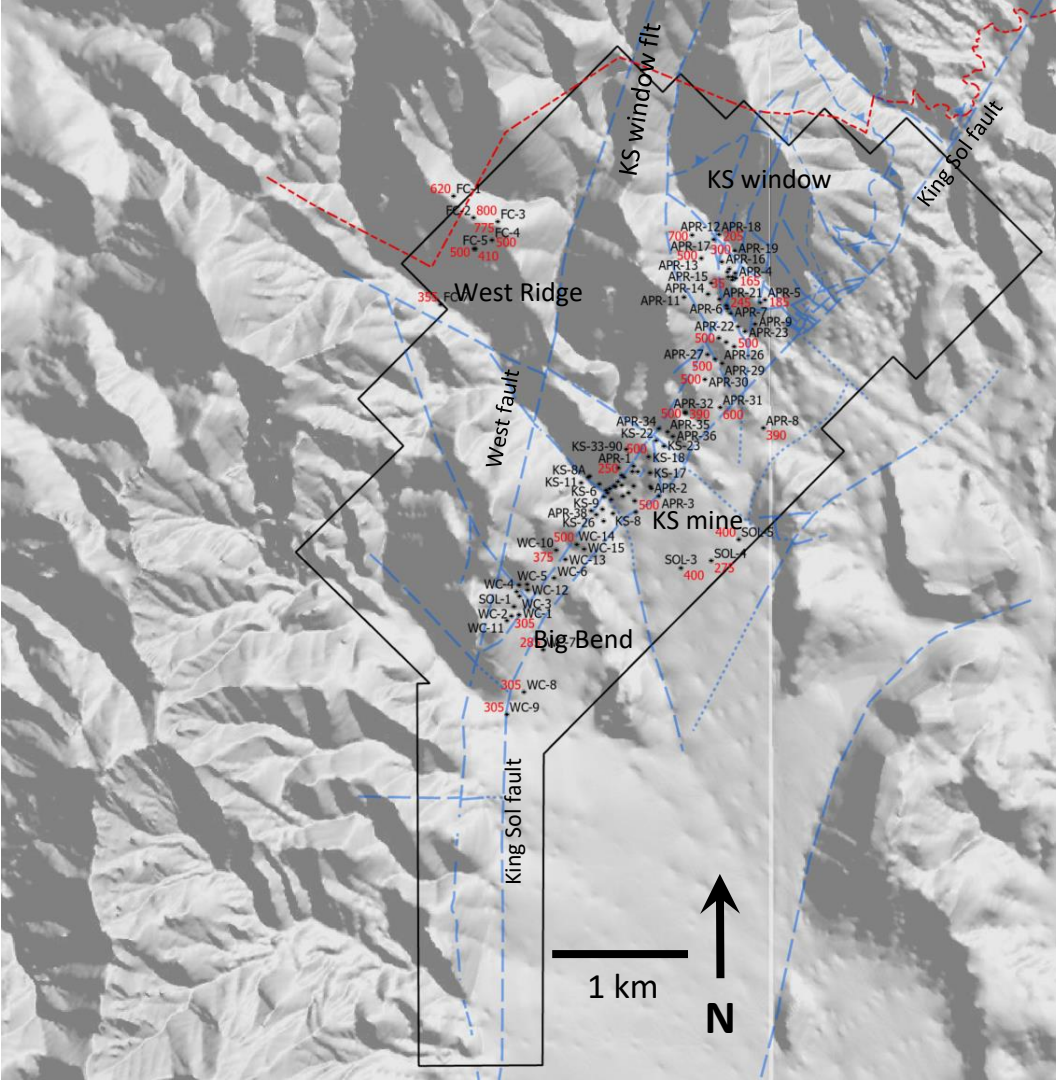 KS window flt
King Sol fault
KS window
620 FC-1
FC-2 800
FC-3
775
FC-4
FC-5 500
500 410
355
West Ridge
APR-12 APR-18
700 205
APR-17 300 APR-19
500 APR-16
APR-13
APR-4
APR-15 165
APR-14
APR-21 APR-5
APR-11 245 185
APR-6 APR-7
APR-9
APR-22 APR-23
500 500
APR-27 APR-26
500 APR-29
500 APR-30
APR-32 APR-31
500 390 600
APR-34 APR-8
APR-35 390
KS-22 APR-36
KS-33-90 500 KS-23
APR-1 KS-18
KS-8A 250
KS-17
KS-11
KS-6 APR-2
KS-9 500 APR-3
APR-38
KS-26 KS-8
KS mine
West fault
400 SOL-5
500 WC-14
WC-10 WC-15
375 WC-13
SOL-3 SOL-4
400 275
WC-5 WC-6
WC-4 WC-12
SOL-1 WC-3
WC-2 WC-1
WC-11 305
Big Bend
305 WC-8
305 WC-9
King Sol fault
1 km
N